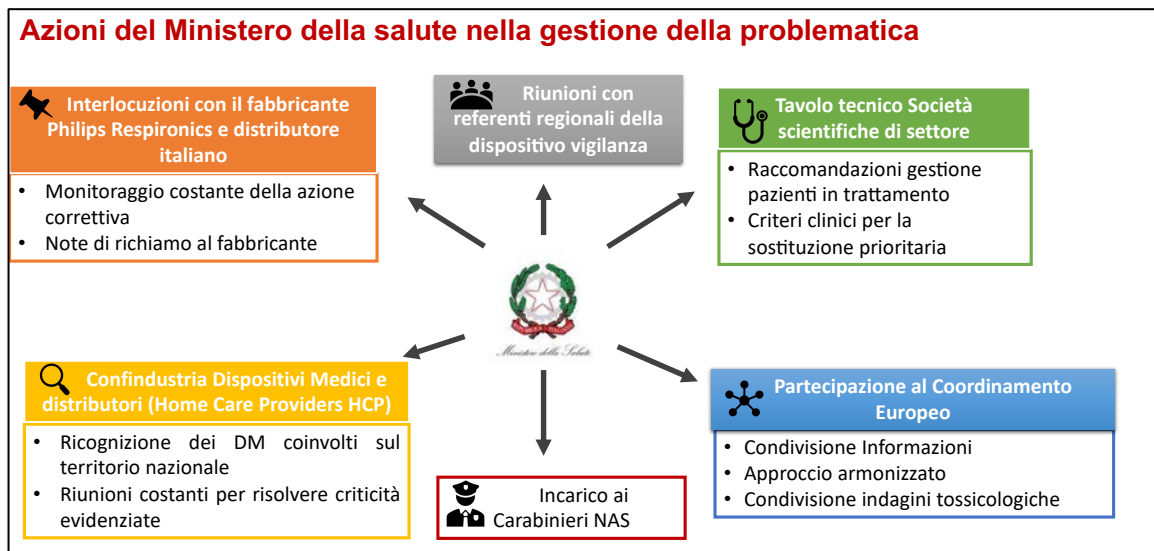 Azioni del Ministero della salute nella gestione della problematica
Interlocuzioni con il fabbricante
Philips Respironics e distributore
italiano
• Monitoraggio costante della azione
correttiva
• Note di richiamo al fabbricante
Riunioni con
referenti regionali della
dispositivo vigilanza
Tavolo tecnico Società
scientifiche di settore
• Raccomandazioni gestione
pazienti in trattamento
• Criteri clinici per la
sostituzione prioritaria
Ministero della Salute
Confindustria Dispositivi Medici e
distributori (Home Care Providers HCP)
• Ricognizione dei DM coinvolti sul
territorio nazionale
• Riunioni costanti per risolvere criticità
evidenziate
Incarico ai
Carabinieri NAS
Partecipazione al Coordinamento
Europeo
• Condivisione Informazioni
• Approccio armonizzato
• Condivisione indagini tossicologiche